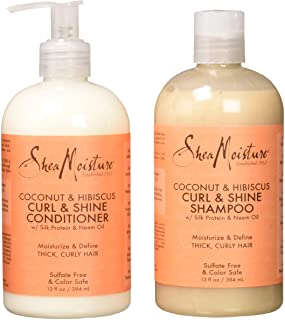 SheaMoisture
Established 1912
COCONUT & HIBISCUS
CURL & SHINE
CONDITIONER
w/ Silk Protein & Neem Oil
Moisturize & Define
THICK, CURLY HAIR
Sulfate Free
& Color Safe
13 fl oz / 384 mL
SheaMoisture
Established 1912
COCONUT & HIBISCUS
CURL & SHINE
SHAMPOO
w/ Silk Protein & Neem Oil
Moisturize & Define
THICK, CURLY HAIR
Sulfate Free
& Color Safe
13 fl oz / 384 mL